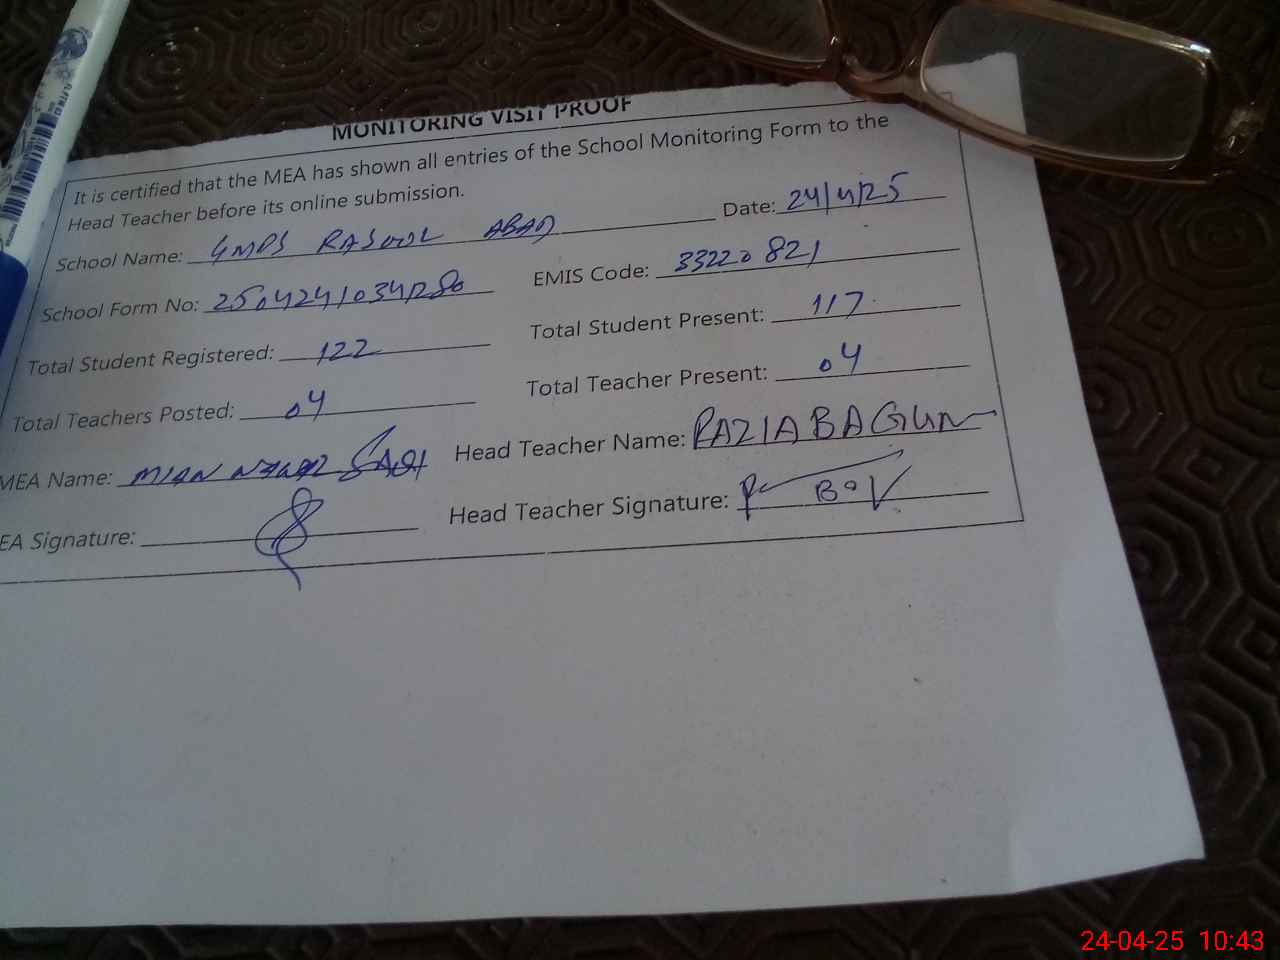 MONITORING VISIT PROOF
It is certified that the MEA has shown all entries of the School Monitoring Form to the
Head Teacher before its online submission.
School Name: GMPS RASOOL ABAD Date: 24/4/25
School Form No: 25042410341280 EMIS Code: 33220821
Total Student Registered: 122 Total Student Present: 117
Total Teachers Posted: 04 Total Teacher Present: 04
MEA Name: MIAN Head Teacher Name: RAZIA BAGUM
EA Signature: Head Teacher Signature:
24-04-25 10:43